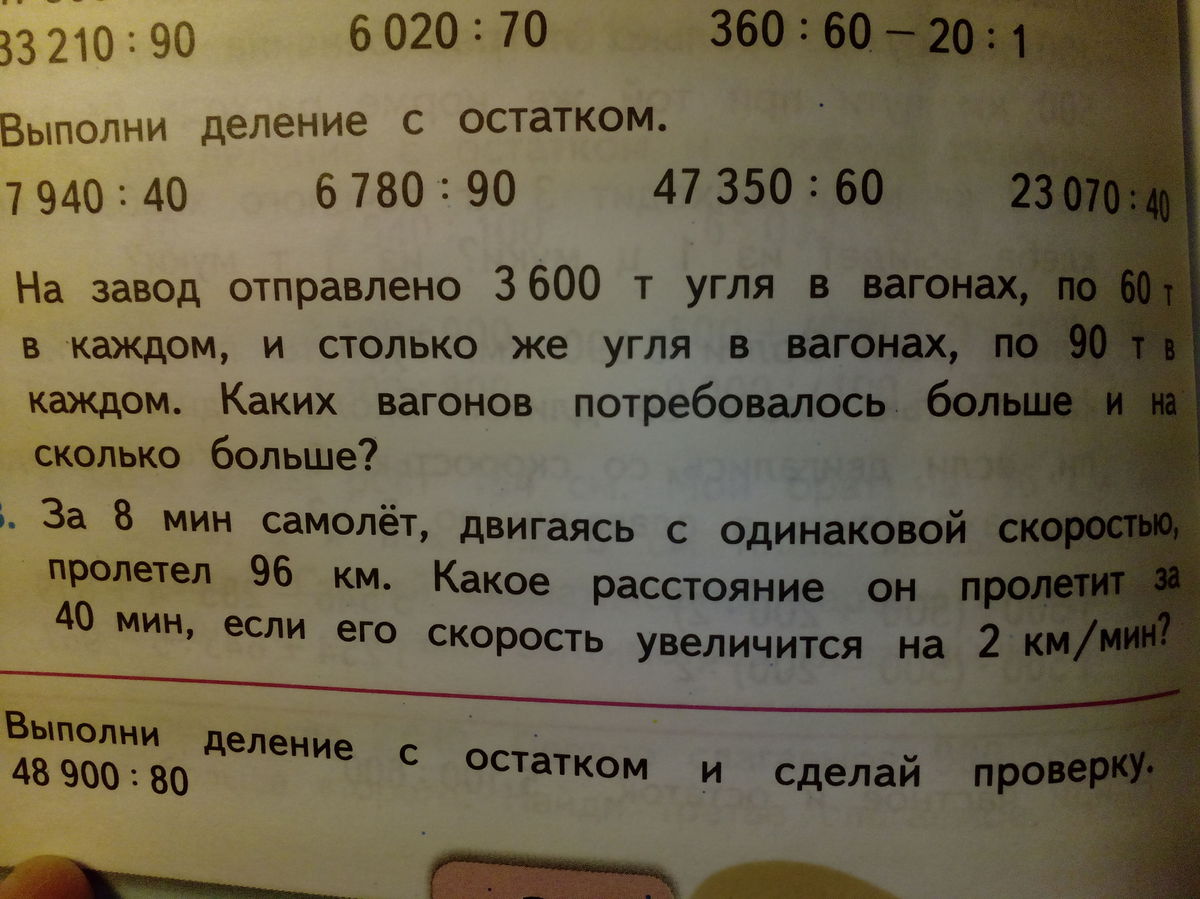 33 210 : 90 6 020 : 70 360 : 60 − 20 : 1
Выполни деление с остатком.
7 940 : 40 6 780 : 90 47 350 : 60 23 070 : 40
На завод отправлено 3 600 т угля в вагонах, по 60 т
в каждом, и столько же угля в вагонах, по 90 т в
каждом. Каких вагонов потребовалось больше и на
сколько больше?
За 8 мин самолёт, двигаясь с одинаковой скоростью,
пролетел 96 км. Какое расстояние он пролетит за
40 мин, если его скорость увеличится на 2 км/мин?
Выполни деление с остатком и сделай проверку.
48 900 : 80